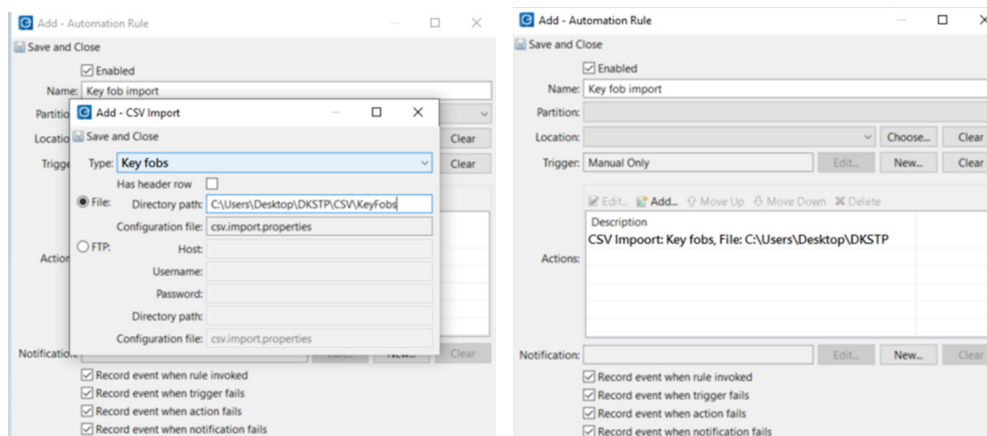 Add - Automation Rule
Save and Close
Enabled
Name: Key fob import
Partitio
Add - CSV Import
Locatio
Save and Close
Clear
Trigge
Type: Key fobs
Clear
Has header row
File:
Directory path: C:\Users\Desktop\DKSTP\CSV\KeyFobs
Configuration file: csv.import.properties
FTP:
Host:
Action
Username:
Password:
Directory path:
Configuration file: csv.import.properties
Notification:
Clear
Record event when rule invoked
Record event when trigger fails
Record event when action fails
Record event when notification fails
Add - Automation Rule
Save and Close
Enabled
Name: Key fob import
Partition:
Location: Choose... Clear
Trigger: Manual Only Edit... New... Clear
Edit... Add... Move Up Move Down Delete
Description
CSV Impoort: Key fobs, File: C:\Users\Desktop\DKSTP
Actions:
Notification: Edit... New... Clear
Record event when rule invoked
Record event when trigger fails
Record event when action fails
Record event when notification fails